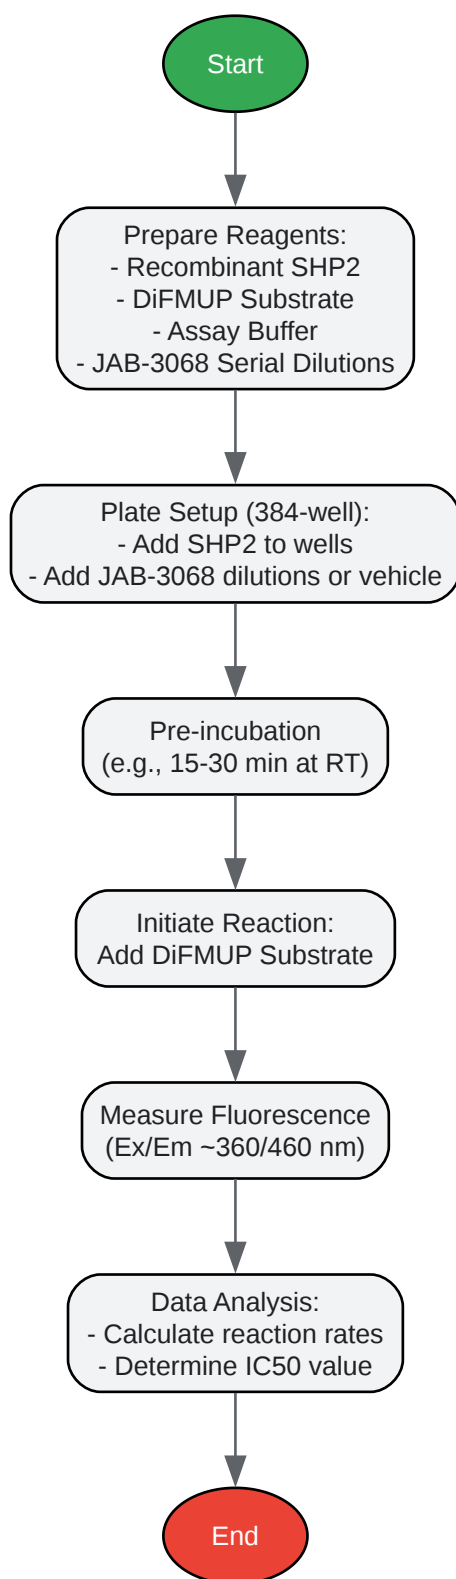 Start
Prepare Reagents:
- Recombinant SHP2
- DiFMUP Substrate
- Assay Buffer
- JAB-3068 Serial Dilutions
Plate Setup (384-well):
- Add SHP2 to wells
- Add JAB-3068 dilutions or vehicle
Pre-incubation
(e.g., 15-30 min at RT)
Initiate Reaction:
Add DiFMUP Substrate
Measure Fluorescence
(Ex/Em ~360/460 nm)
Data Analysis:
- Calculate reaction rates
- Determine IC50 value
End